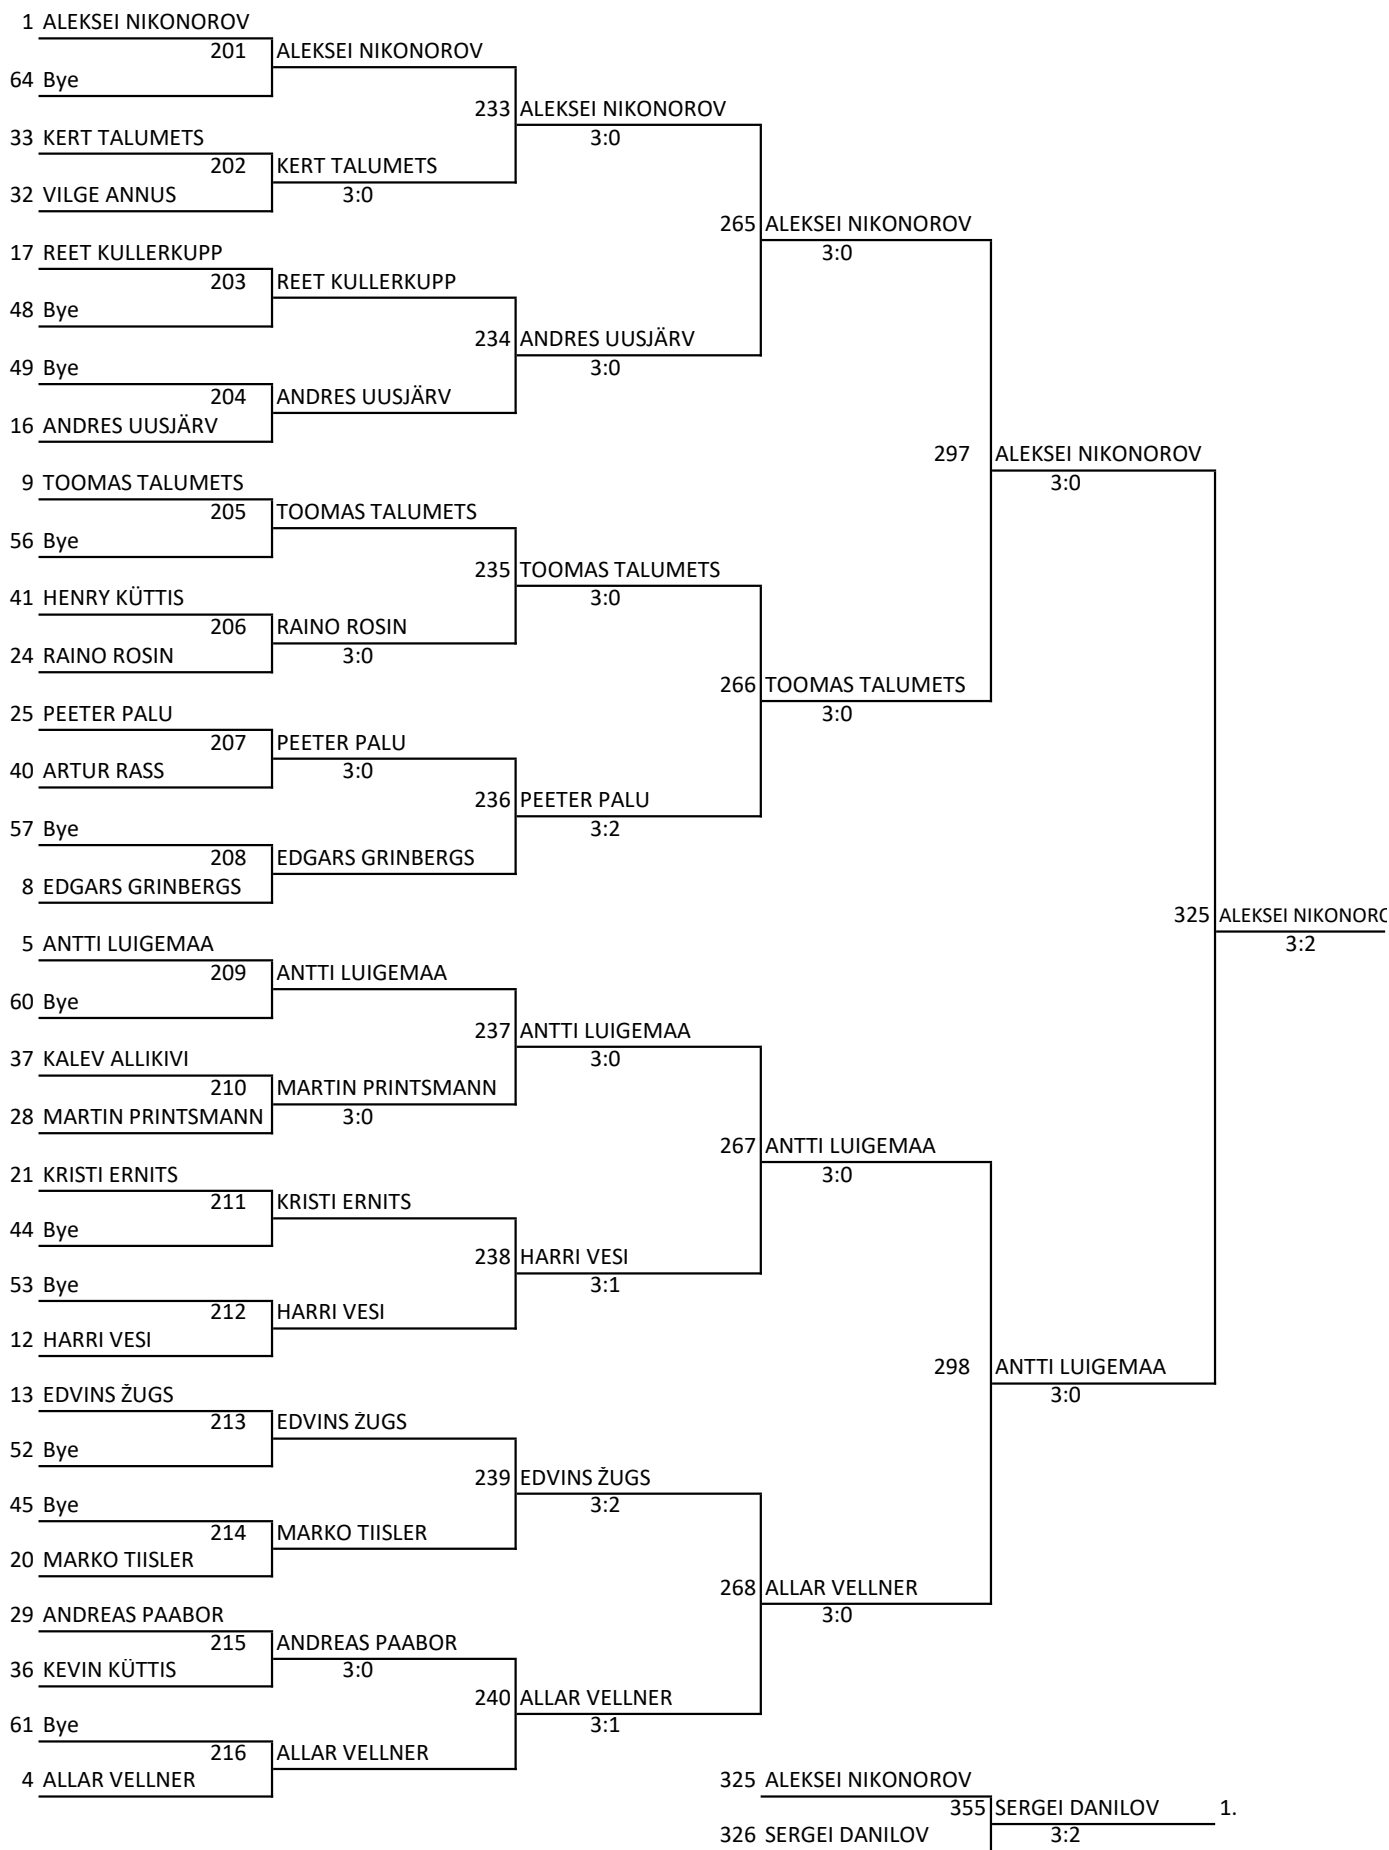 1 ALEKSEI NIKONOROV
201 ALEKSEI NIKONOROV
64 Bye
233 ALEKSEI NIKONOROV
33 KERT TALUMETS 3:0
202 KERT TALUMETS
32 VILGE ANNUS 3:0
265 ALEKSEI NIKONOROV
17 REET KULLERKUPP 3:0
203 REET KULLERKUPP
48 Bye
234 ANDRES UUSJÄRV
49 Bye 3:0
204 ANDRES UUSJÄRV
16 ANDRES UUSJÄRV
297 ALEKSEI NIKONOROV
9 TOOMAS TALUMETS 3:0
205 TOOMAS TALUMETS
56 Bye
235 TOOMAS TALUMETS
41 HENRY KÜTTIS 3:0
206 RAINO ROSIN
24 RAINO ROSIN 3:0
266 TOOMAS TALUMETS
25 PEETER PALU 3:0
207 PEETER PALU
40 ARTUR RASS 3:0
236 PEETER PALU
57 Bye 3:2
208 EDGARS GRINBERGS
8 EDGARS GRINBERGS
325 ALEKSEI NIKONORO
5 ANTTI LUIGEMAA 3:2
209 ANTTI LUIGEMAA
60 Bye
237 ANTTI LUIGEMAA
37 KALEV ALLIKIVI 3:0
210 MARTIN PRINTSMANN
28 MARTIN PRINTSMANN 3:0
267 ANTTI LUIGEMAA
21 KRISTI ERNITS 3:0
211 KRISTI ERNITS
44 Bye
238 HARRI VESI
53 Bye 3:1
212 HARRI VESI
12 HARRI VESI
298 ANTTI LUIGEMAA
13 EDVINS ŽUGS 3:0
213 EDVINS ŽUGS
52 Bye
239 EDVINS ŽUGS
45 Bye 3:2
214 MARKO TIISLER
20 MARKO TIISLER
268 ALLAR VELLNER
29 ANDREAS PAABOR 3:0
215 ANDREAS PAABOR
36 KEVIN KÜTTIS 3:0
240 ALLAR VELLNER
61 Bye 3:1
216 ALLAR VELLNER
4 ALLAR VELLNER 325 ALEKSEI NIKONOROV
355 SERGEI DANILOV 1.
326 SERGEI DANILOV 3:2